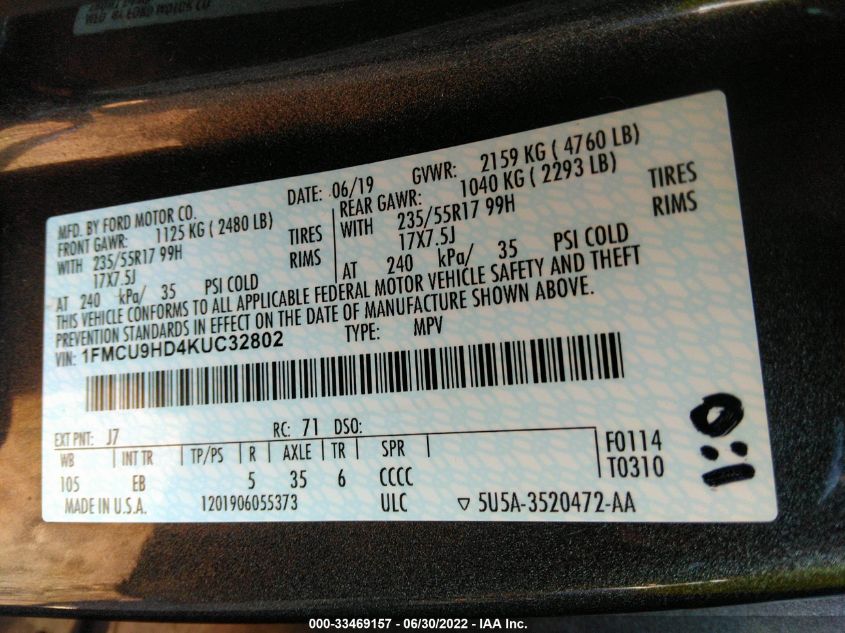 MFD. BY FORD MOTOR CO.
DATE: 06/19 GVWR: 2159 KG ( 4760 LB)
FRONT GAWR: 1125 KG ( 2480 LB) REAR GAWR: 1040 KG ( 2293 LB)
WITH 235/55R17 99H TIRES WITH 235/55R17 99H TIRES
17X7.5J RIMS 17X7.5J RIMS
AT 240 kPa/ 35 PSI COLD AT 240 kPa/ 35 PSI COLD
THIS VEHICLE CONFORMS TO ALL APPLICABLE FEDERAL MOTOR VEHICLE SAFETY AND THEFT
PREVENTION STANDARDS IN EFFECT ON THE DATE OF MANUFACTURE SHOWN ABOVE.
VIN: 1FMCU9HD4KUC32802 TYPE: MPV
EXT PNT: J7 RC: 71 DSO:
WB INT TR TP/PS R AXLE TR SPR F0114
105 EB 5 35 6 CCCC T0310
MADE IN U.S.A. 1201906055373 ULC ▽ 5U5A-3520472-AA
1:0
000-33469157 - 06/30/2022 - IAA Inc.